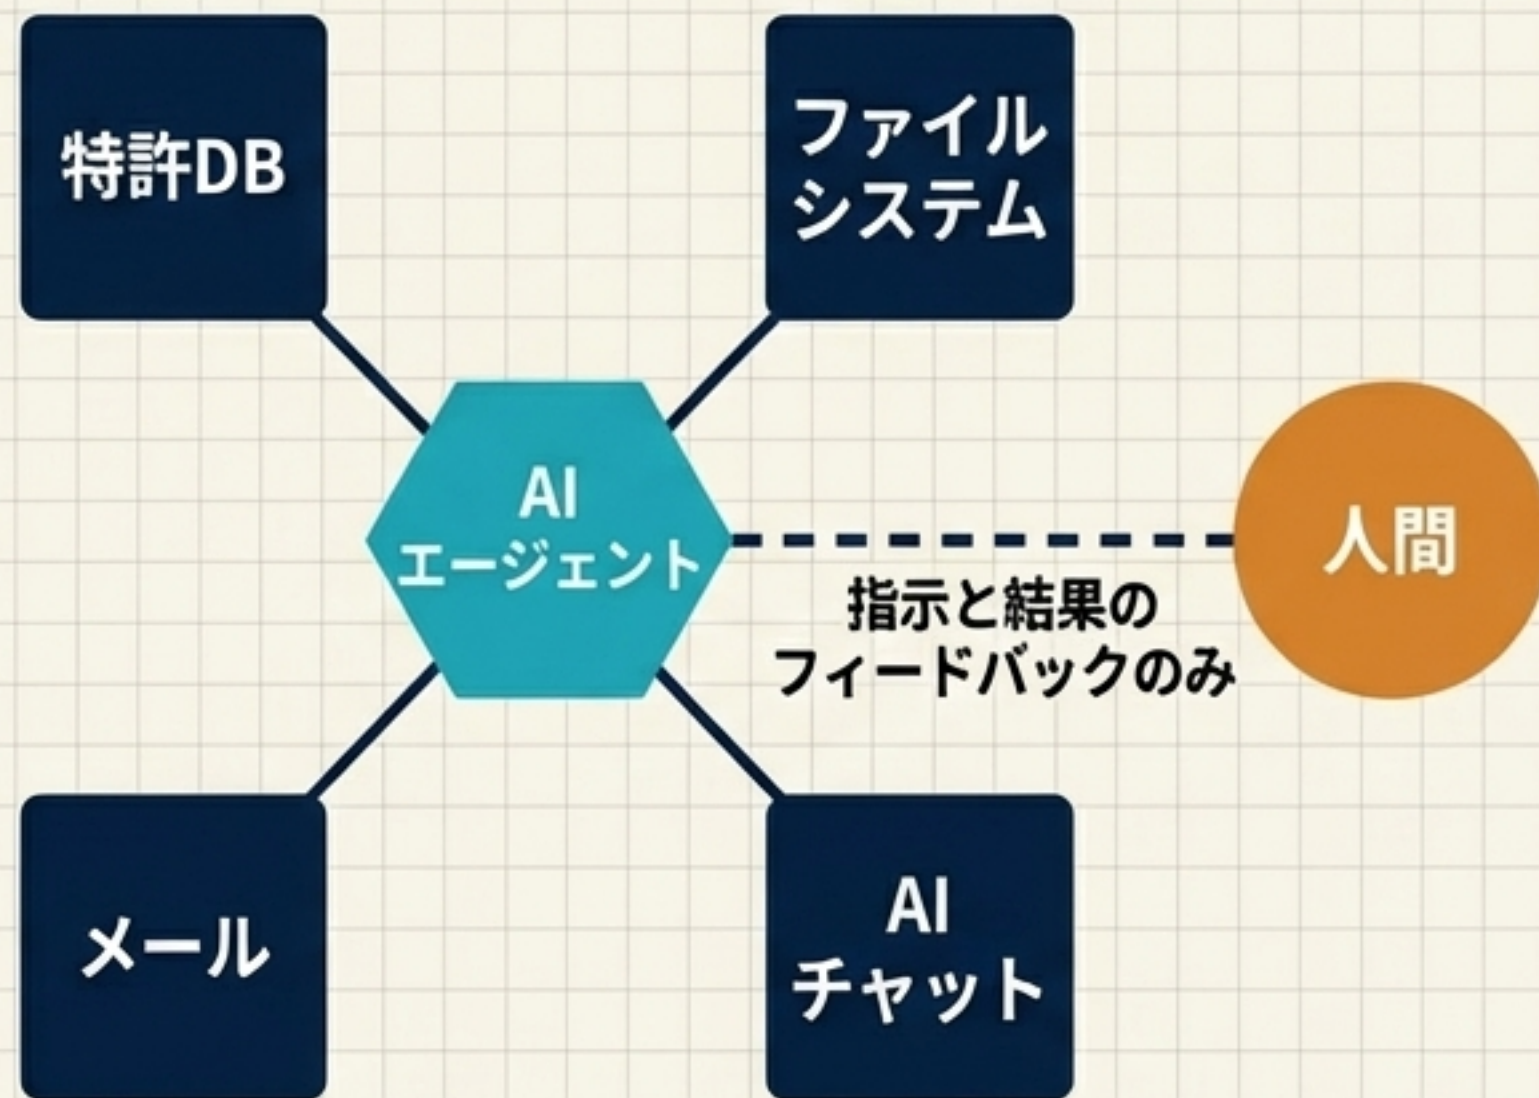 特許DB
ファイル
システム
AI
エージェント
指示と結果の
フィードバックのみ
人間
メール
AI
チャット